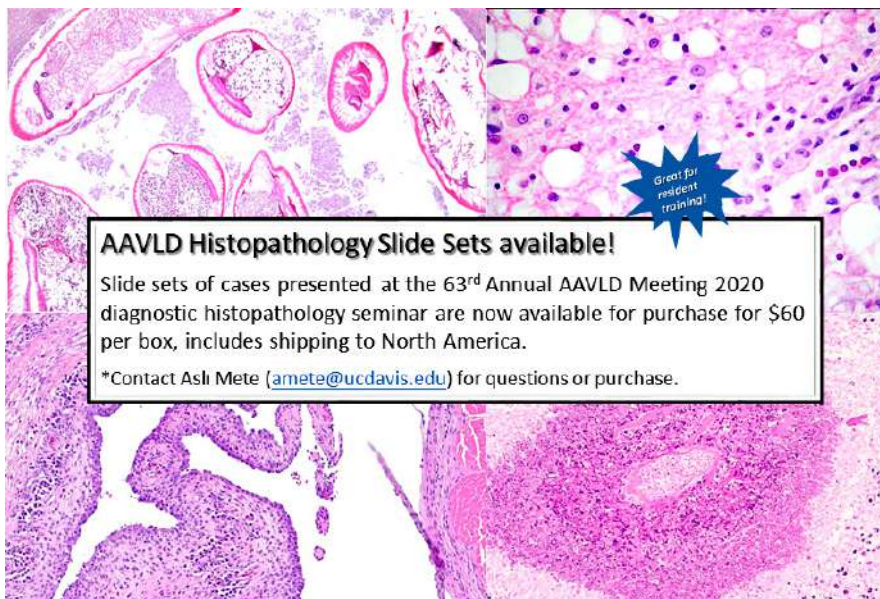 Great for
resident
training!
AAVLD Histopathology Slide Sets available!
Slide sets of cases presented at the 63rd Annual AAVLD Meeting 2020
diagnostic histopathology seminar are now available for purchase for $60
per box, includes shipping to North America.
*Contact Aslı Mete (amete@ucdavis.edu) for questions or purchase.